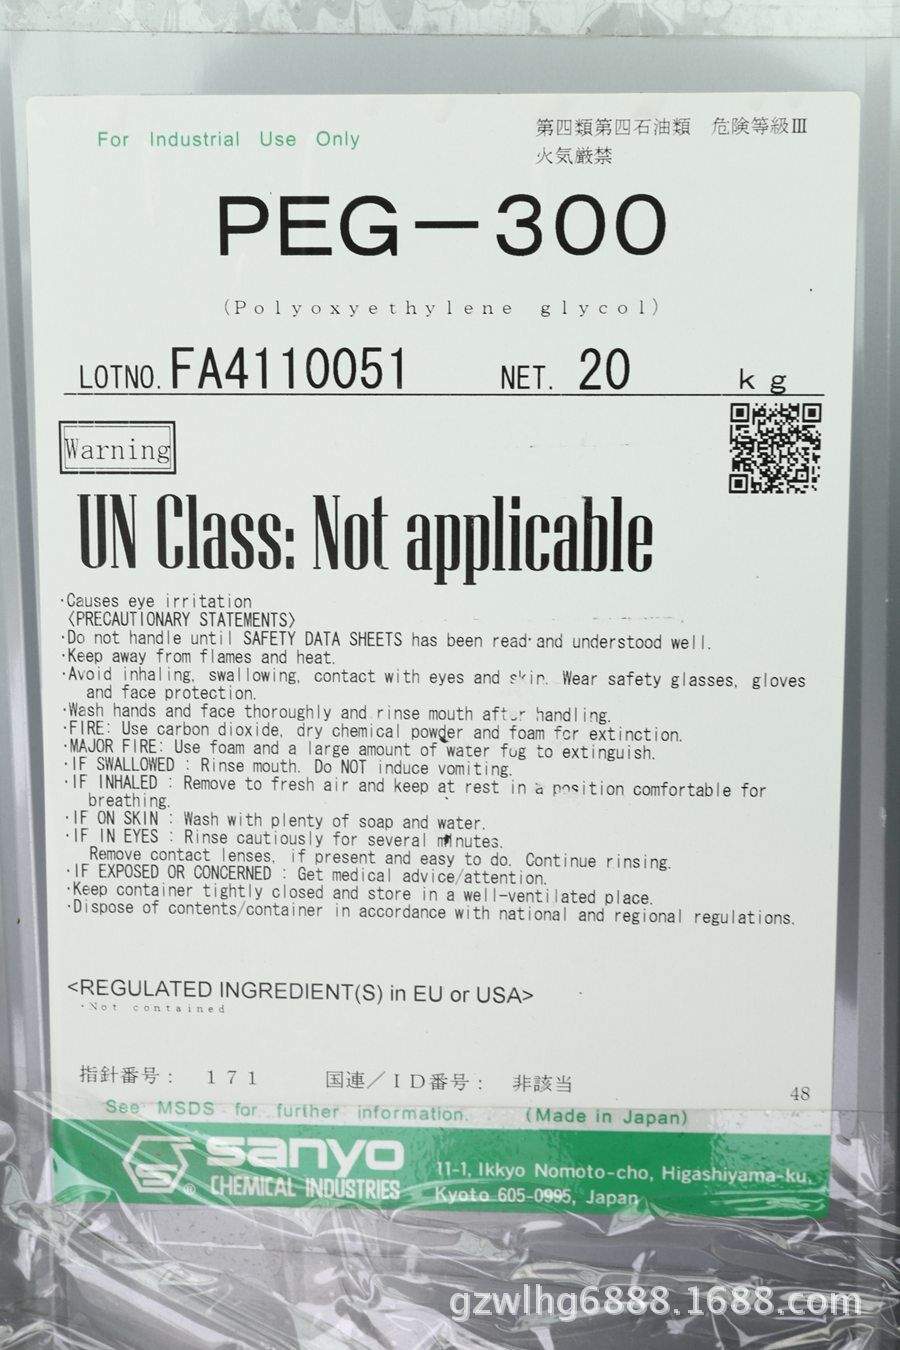 For Industrial Use Only
第四類第四石油類 危険等級Ⅲ
火気厳禁
PEG-300
(Polyoxyethylene glycol)
LOTNO. FA4110051 NET. 20 kg
Warning
UN Class: Not applicable
·Causes eye irritation
〈PRECAUTIONARY STATEMENTS〉
·Do not handle until SAFETY DATA SHEETS has been read and understood well.
·Keep away from flames and heat.
·Avoid inhaling, swallowing, contact with eyes and skin. Wear safety glasses, gloves
and face protection.
·Wash hands and face thoroughly and rinse mouth after handling.
·FIRE: Use carbon dioxide, dry chemical powder and foam for extinction.
·MAJOR FIRE: Use foam and a large amount of water fog to extinguish.
·IF SWALLOWED : Rinse mouth. Do NOT induce vomiting.
·IF INHALED : Remove to fresh air and keep at rest in a position comfortable for
breathing.
·IF ON SKIN : Wash with plenty of soap and water.
·IF IN EYES : Rinse cautiously for several minutes.
Remove contact lenses, if present and easy to do. Continue rinsing.
·IF EXPOSED OR CONCERNED : Get medical advice/attention.
·Keep container tightly closed and store in a well-ventilated place.
·Dispose of contents/container in accordance with national and regional regulations.
<REGULATED INGREDIENT(S) in EU or USA>
·Not contained
指針番号： 171 国連／ID番号： 非該当
48
See MSDS for further information. (Made in Japan)
S ® sanyo
CHEMICAL INDUSTRIES
11-1, Ikkyo Nomoto-cho, Higashiyama-ku,
Kyoto 605-0995, Japan
gzwlhg6888.1688.com